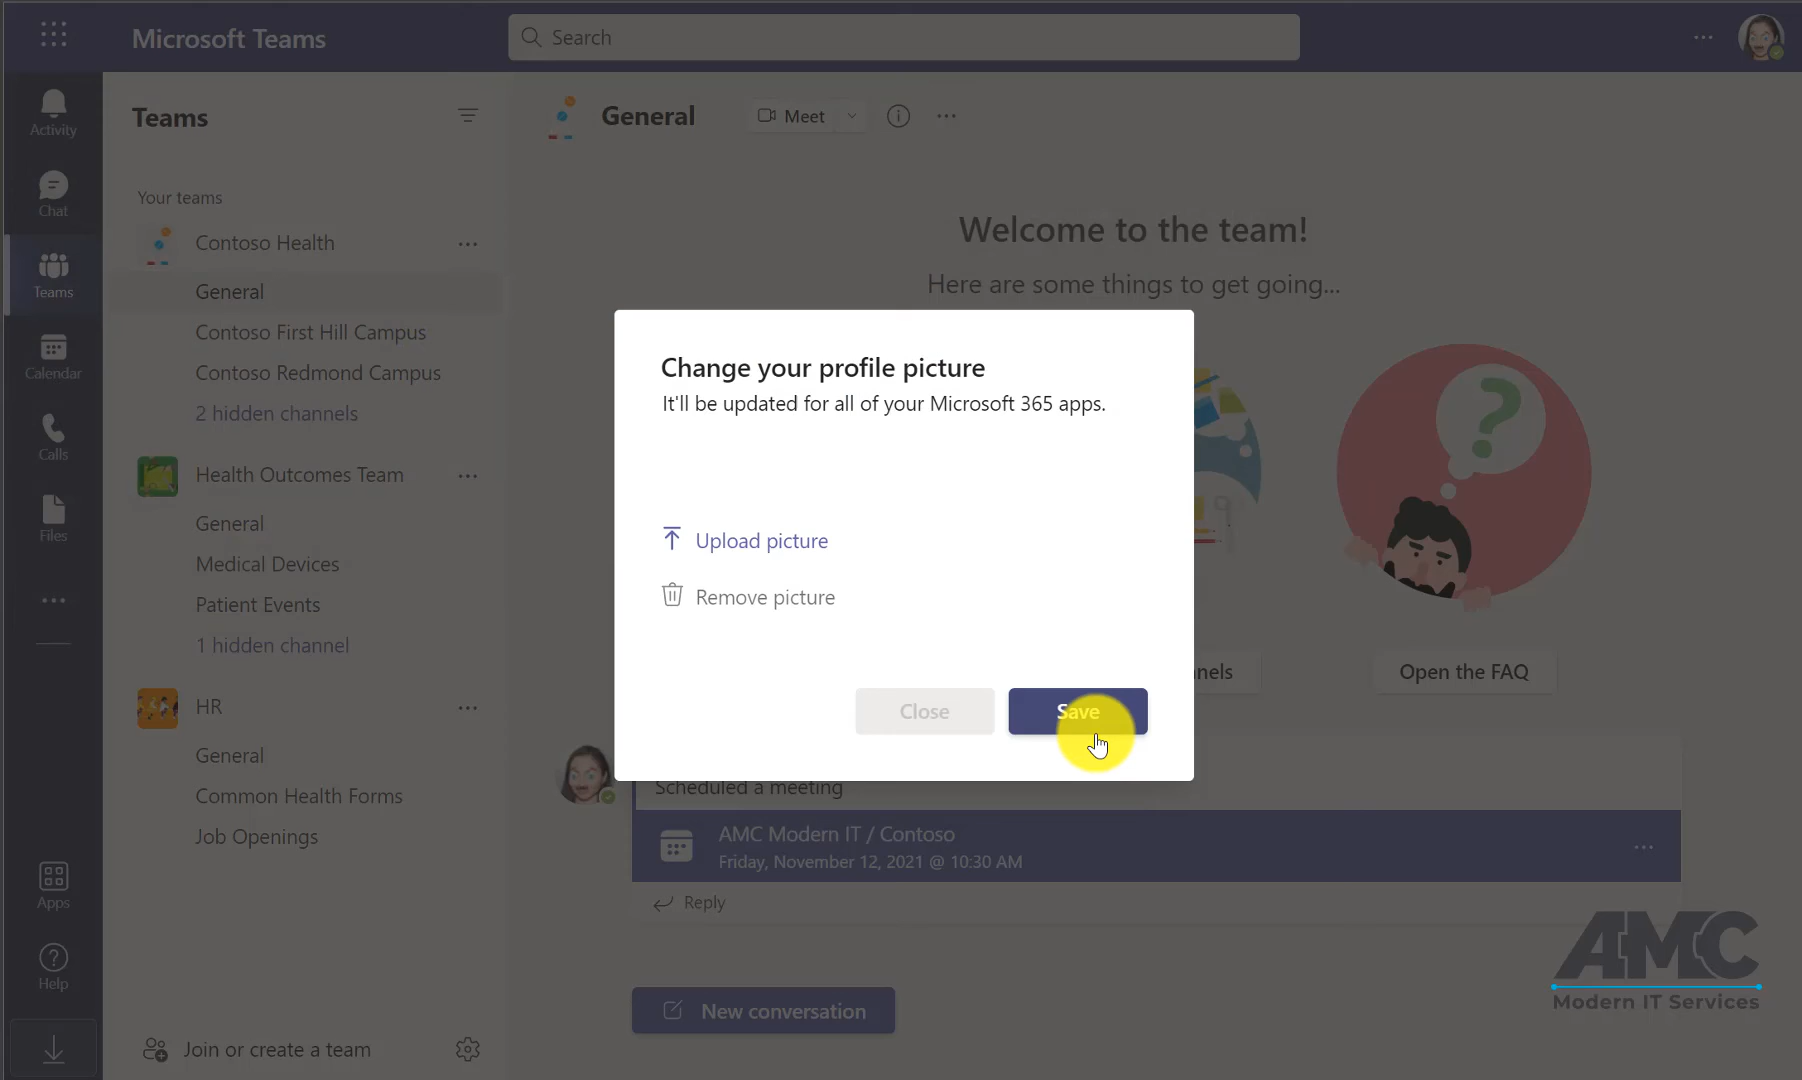 Microsoft Teams
Search
Activity
Chat
Teams
Calendar
Calls
Files
Apps
Help
Teams
Your teams
Contoso Health
General
Contoso First Hill Campus
Contoso Redmond Campus
2 hidden channels
Health Outcomes Team
General
Medical Devices
Patient Events
1 hidden channel
HR
General
Common Health Forms
Job Openings
Join or create a team
General
Meet
Welcome to the team!
Here are some things to get going...
Change your profile picture
It'll be updated for all of your Microsoft 365 apps.
Upload picture
Remove picture
Close
Save
nels
Open the FAQ
Scheduled a meeting
AMC Modern IT / Contoso
Friday, November 12, 2021 @ 10:30 AM
Reply
New conversation
AMC
Modern IT Services